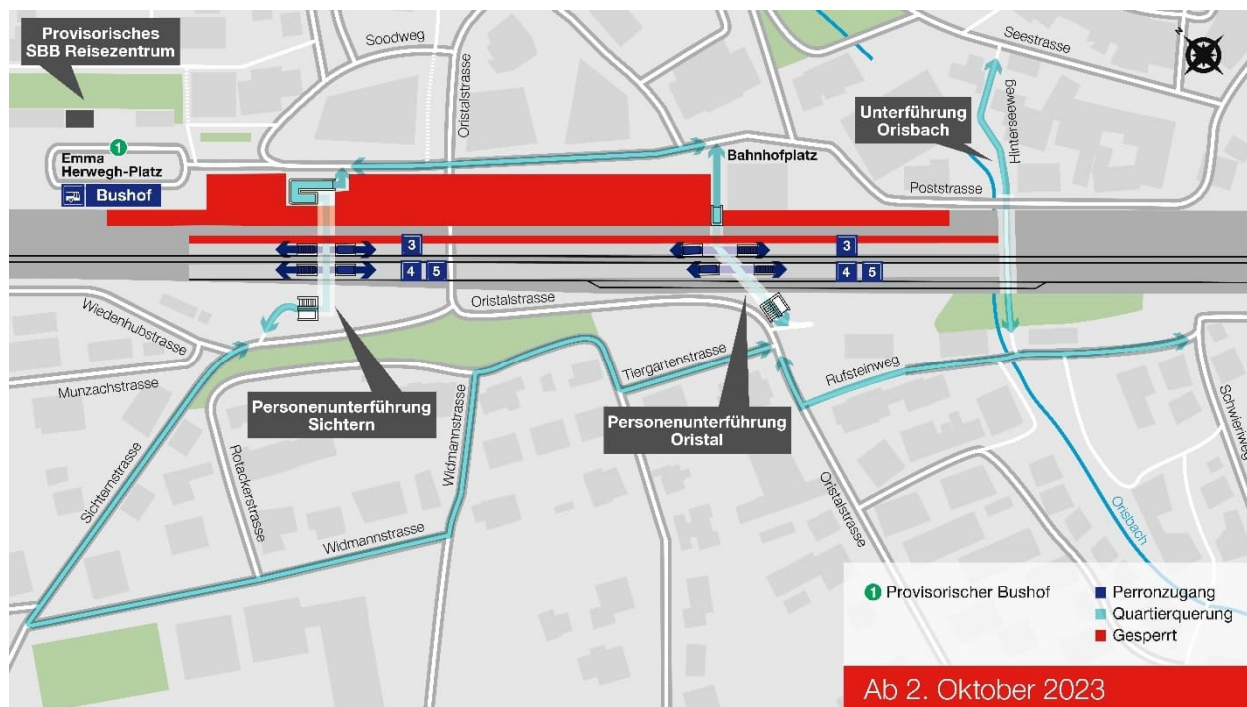 Provisorisches
SBB Reisezentrum
Soodweg
Oristalstrasse
Seestrasse
N
Unterführung
Orisbach
Hinterseeweg
1
Emma
Herwegh-Platz
Bushof
Bahnhofplatz
Poststrasse
3
3
4 5
4 5
Wiedenhubstrasse
Oristalstrasse
Munzachstrasse
Tiergartenstrasse
Rufsteinweg
Personenunterführung
Sichtern
Personenunterführung
Oristal
Schwieriweg
Sichternstrasse
Rotackerstrasse
Widmannstrasse
Widmannstrasse
Oristalstrasse
Orisbach
1 Provisorischer Bushof
Perronzugang
Quartierquerung
Gesperrt
Ab 2. Oktober 2023